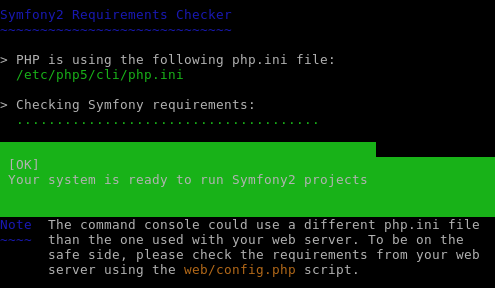 Symfony2 Requirements Checker
~~~~~~~~~~~~~~~~~~~~~~~~~~~~~
> PHP is using the following php.ini file:
/etc/php5/cli/php.ini
> Checking Symfony requirements:
......................................
[OK]
Your system is ready to run Symfony2 projects
Note  The command console could use a different php.ini file
~~~~  than the one used with your web server. To be on the
safe side, please check the requirements from your web
server using the web/config.php script.